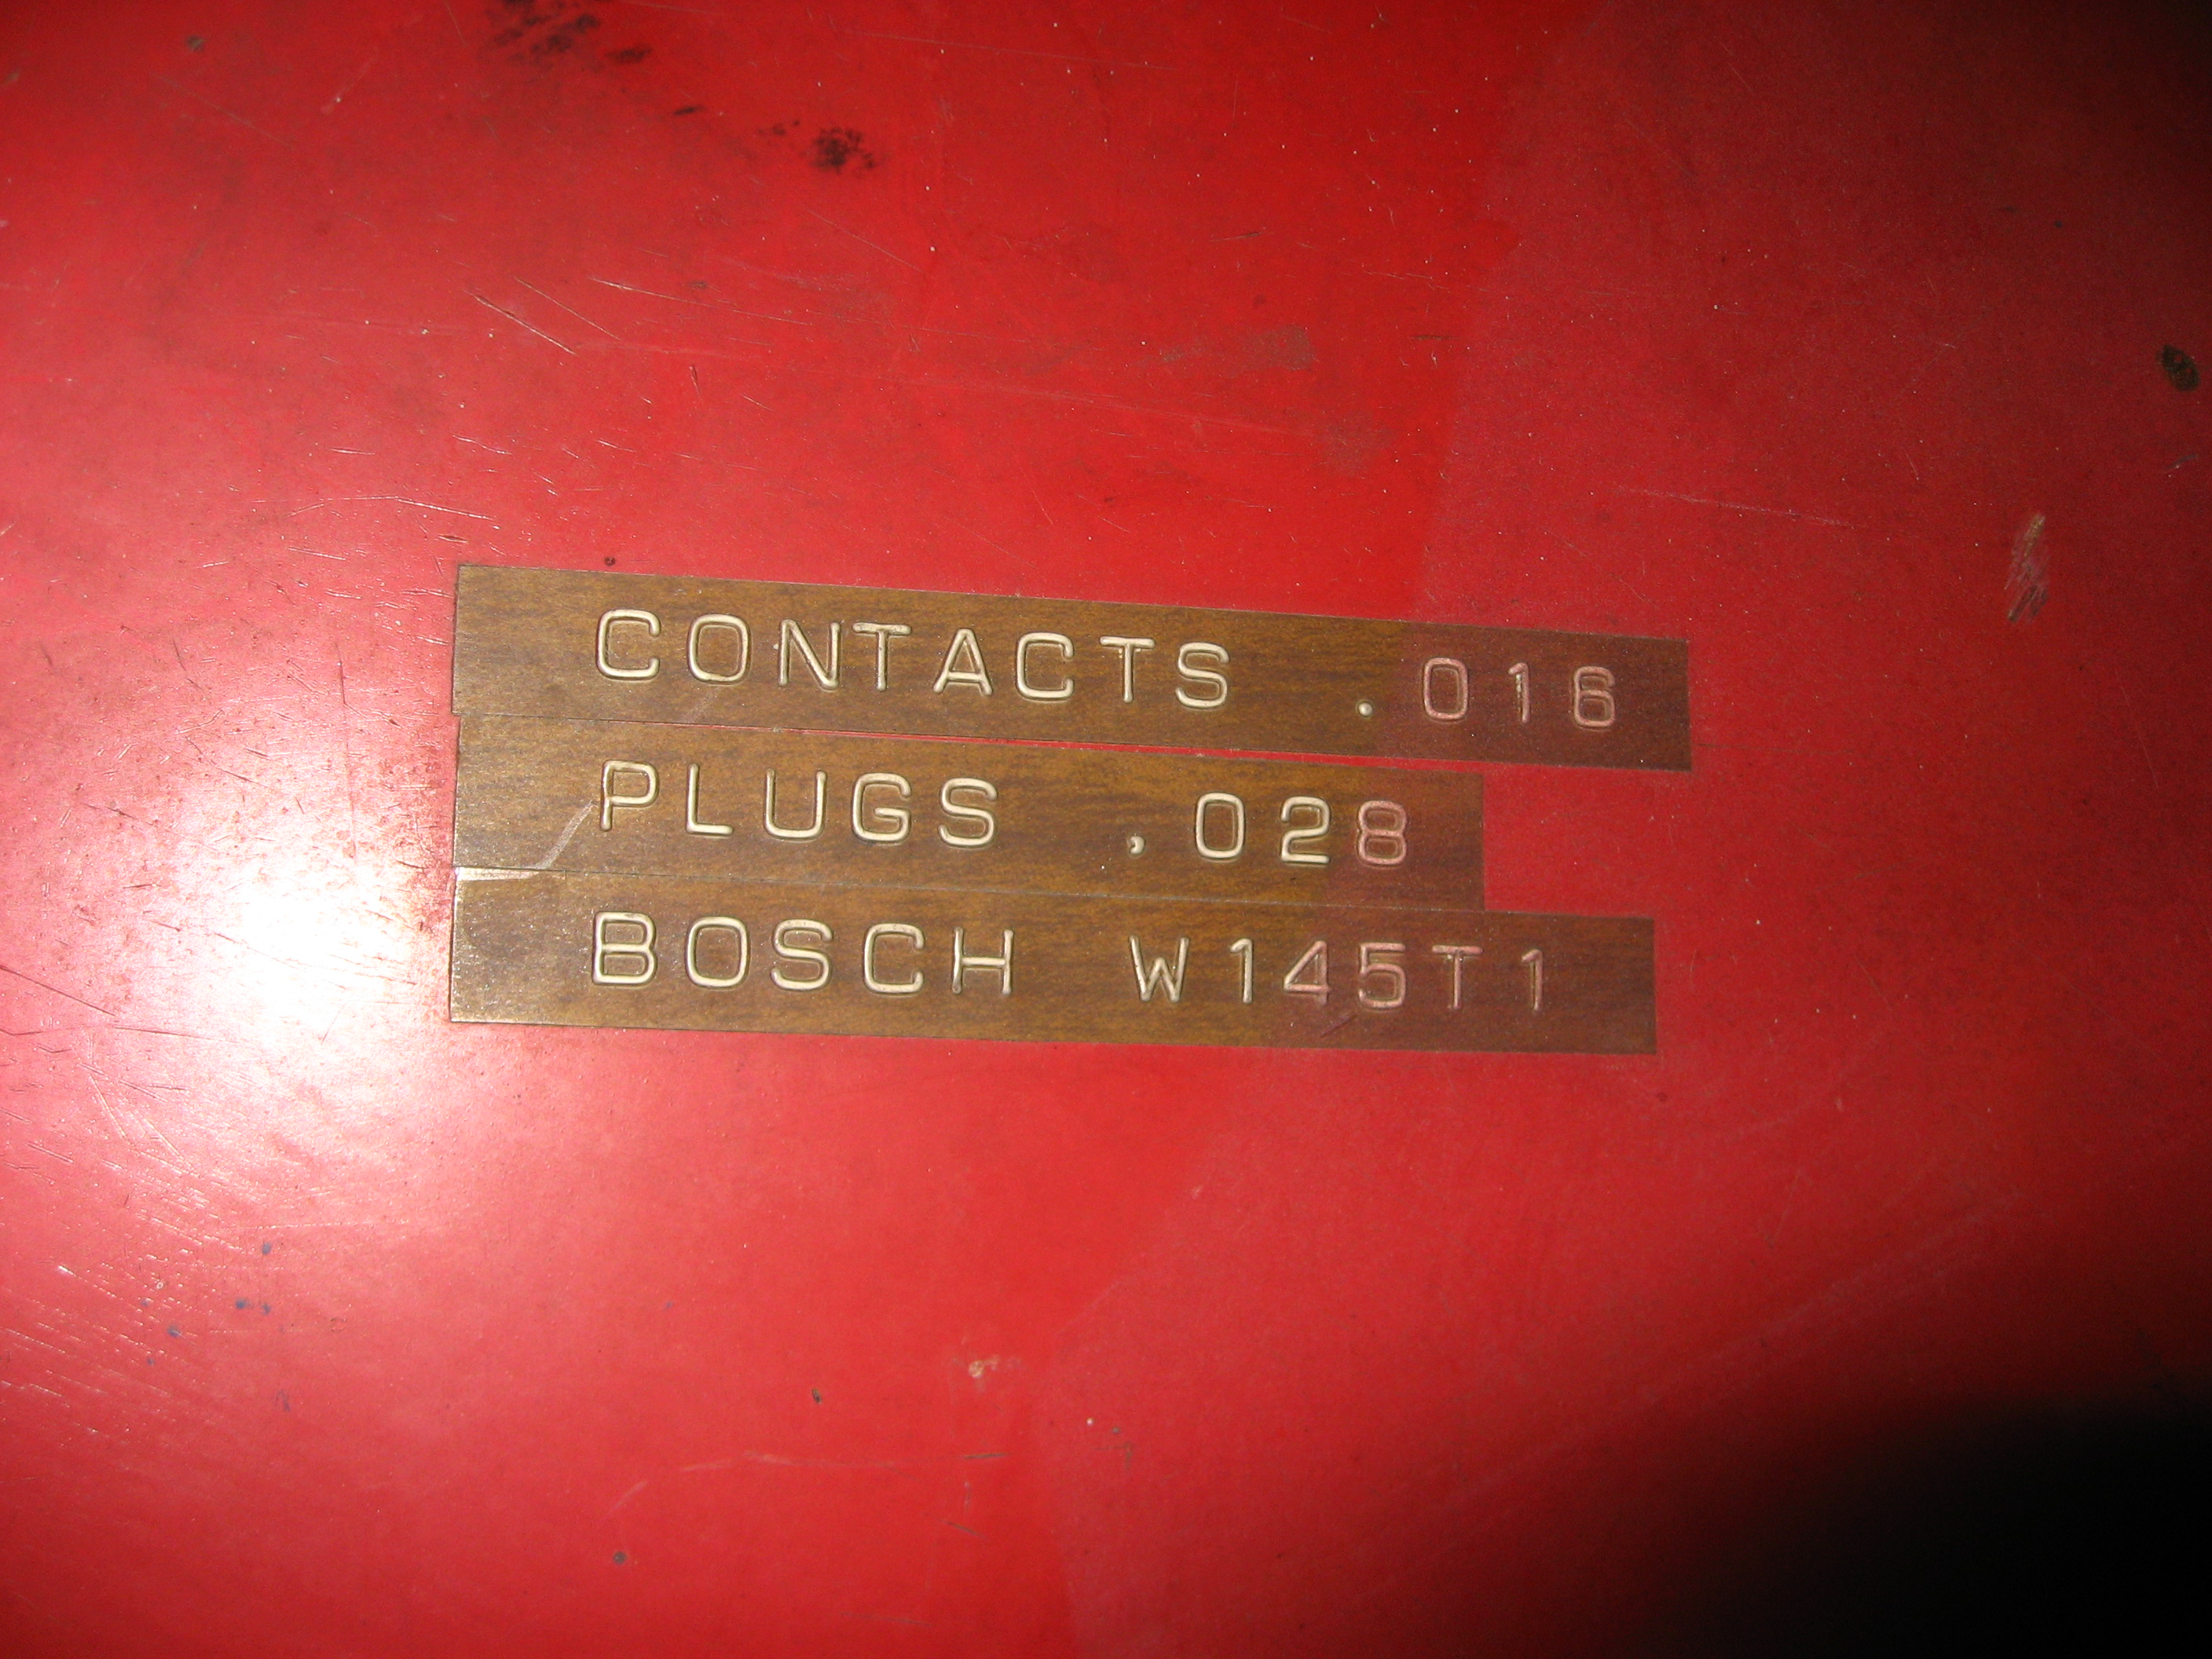 CONTACTS .016
PLUGS ,028
BOSCH W145T1